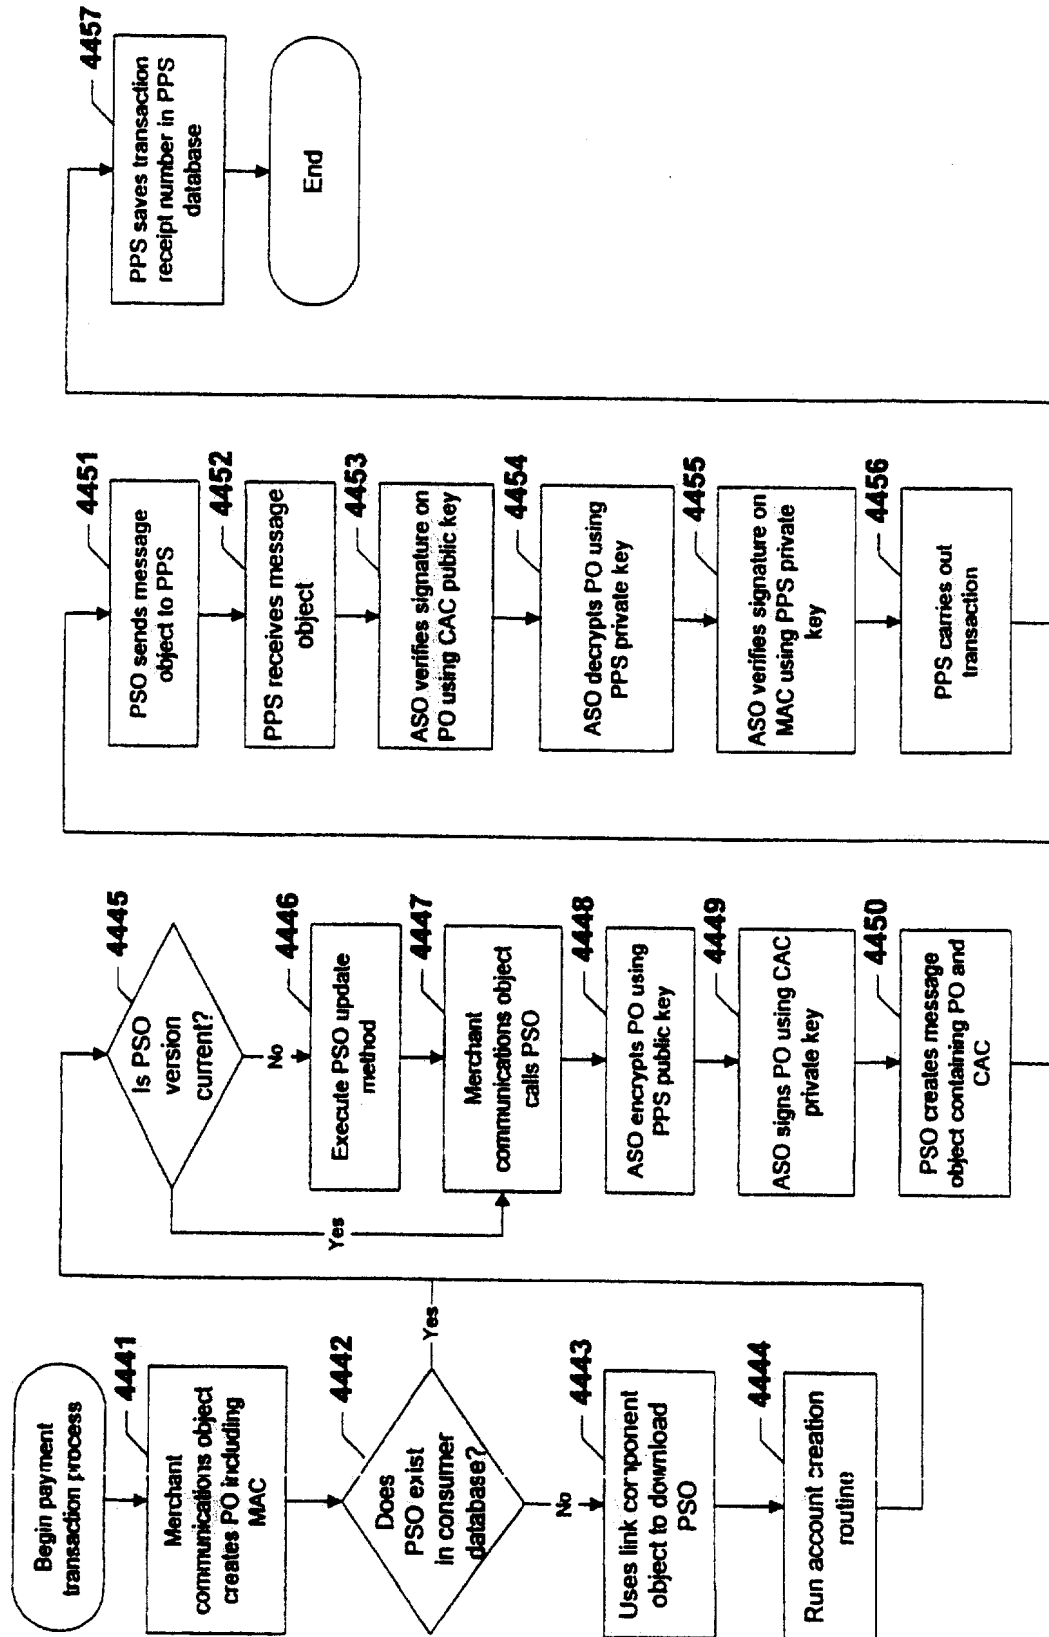 Begin payment
transaction process
4441
Merchant
communications object
creates PO including
MAC
4442
Does
PSO exist
in consumer
database?
Yes
No
4443
Uses link component
object to download
PSO
4444
Run account creation
routine
4445
Is PSO
version
current?
Yes
No
4446
Execute PSO update
method
4447
Merchant
communications object
calls PSO
4448
ASO encrypts PO using
PPS public key
4449
ASO signs PO using CAC
private key
4450
PSO creates message
object containing PO and
CAC
4451
PSO sends message
object to PPS
4452
PPS receives message
object
4453
ASO verifies signature on
PO using CAC public key
4454
ASO decrypts PO using
PPS private key
4455
ASO verifies signature on
MAC using PPS private
key
4456
PPS carries out
transaction
4457
PPS saves transaction
receipt number in PPS
database
End